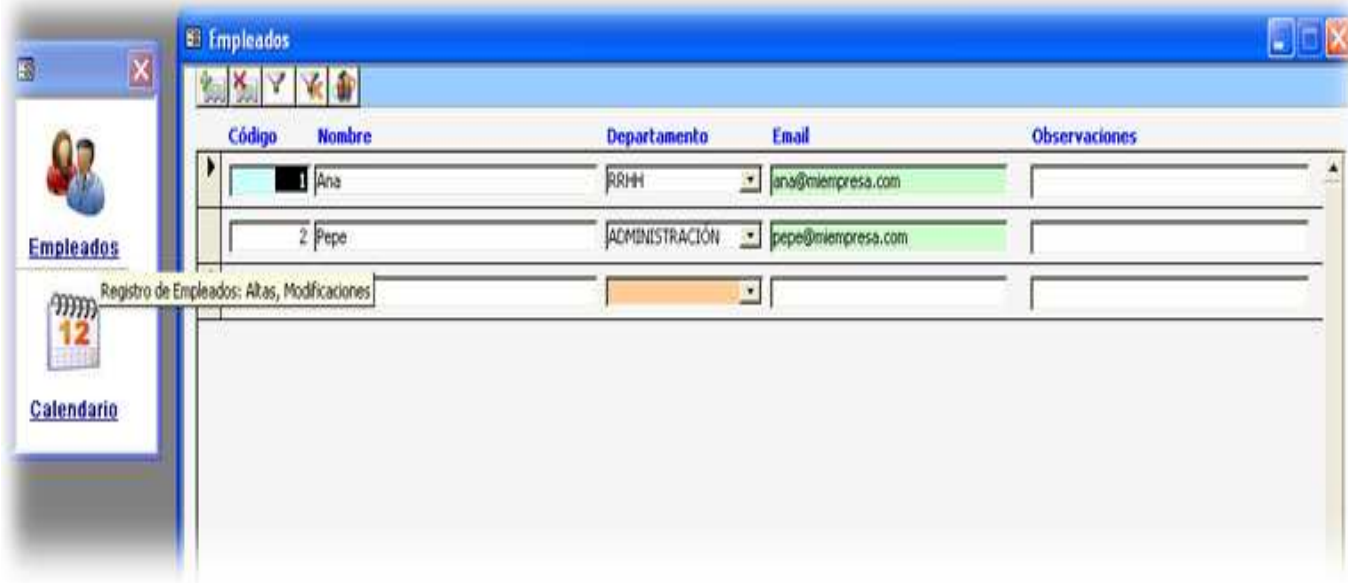 Empleados
Código Nombre Departamento Email Observaciones
1 Ana RRHH ana@miempresa.com
2 Pepe ADMINISTRACIÓN pepe@miempresa.com
Empleados
Registro de Empleados: Altas, Modificaciones
12
Calendario